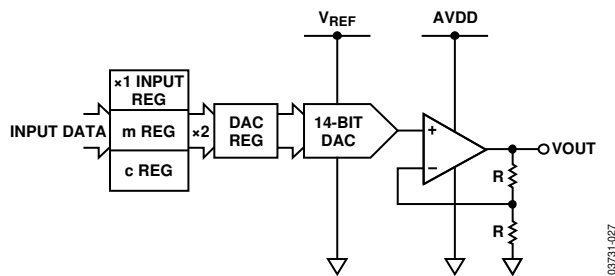 VREF
AVDD
×1 INPUT
REG
INPUT DATA
m REG
×2
DAC
REG
14-BIT
DAC
+
–
VOUT
R
c REG
R
03731-027